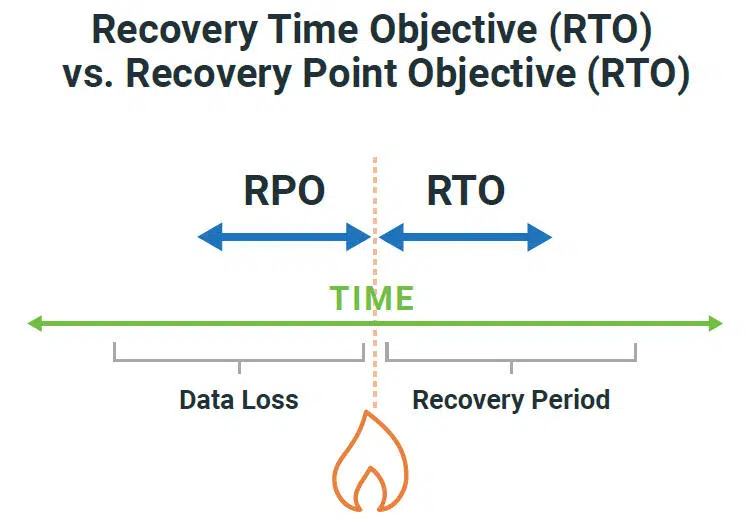 Recovery Time Objective (RTO)
vs. Recovery Point Objective (RTO)
RPO
RTO
TIME
Data Loss
Recovery Period